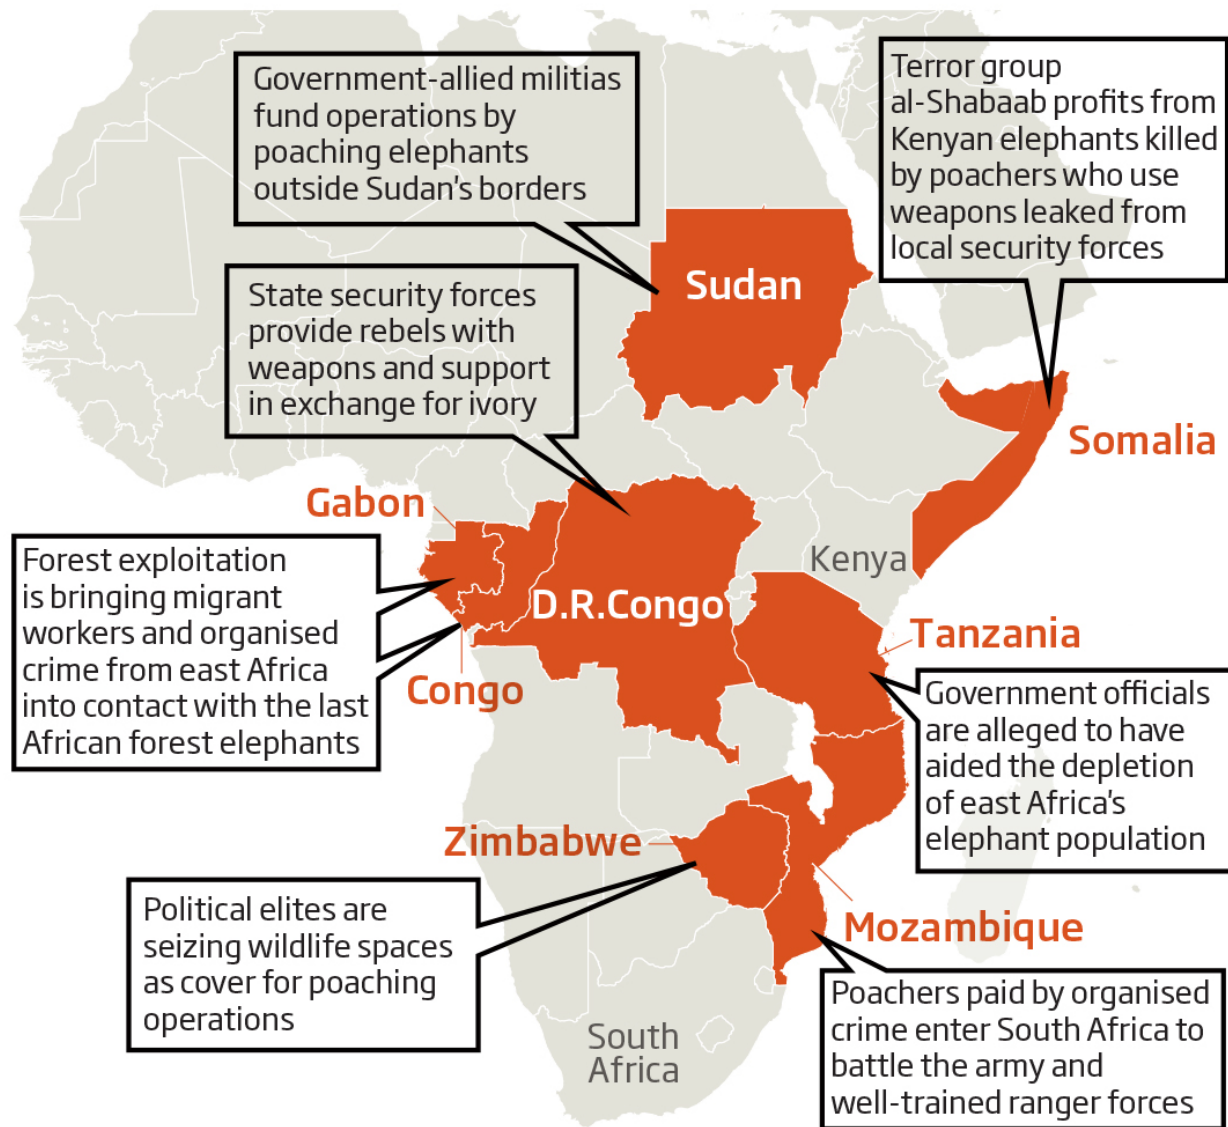 Government-allied militias
fund operations by
poaching elephants
outside Sudan's borders
Terror group
al-Shabaab profits from
Kenyan elephants killed
by poachers who use
weapons leaked from
local security forces
State security forces
provide rebels with
weapons and support
in exchange for ivory
Sudan
Somalia
Gabon
Kenya
Forest exploitation
is bringing migrant
workers and organised
crime from east Africa
into contact with the last
African forest elephants
D.R.Congo
Tanzania
Congo
Government officials
are alleged to have
aided the depletion
of east Africa's
elephant population
Zimbabwe
Political elites are
seizing wildlife spaces
as cover for poaching
operations
Mozambique
Poachers paid by organised
crime enter South Africa to
battle the army and
well-trained ranger forces
South
Africa